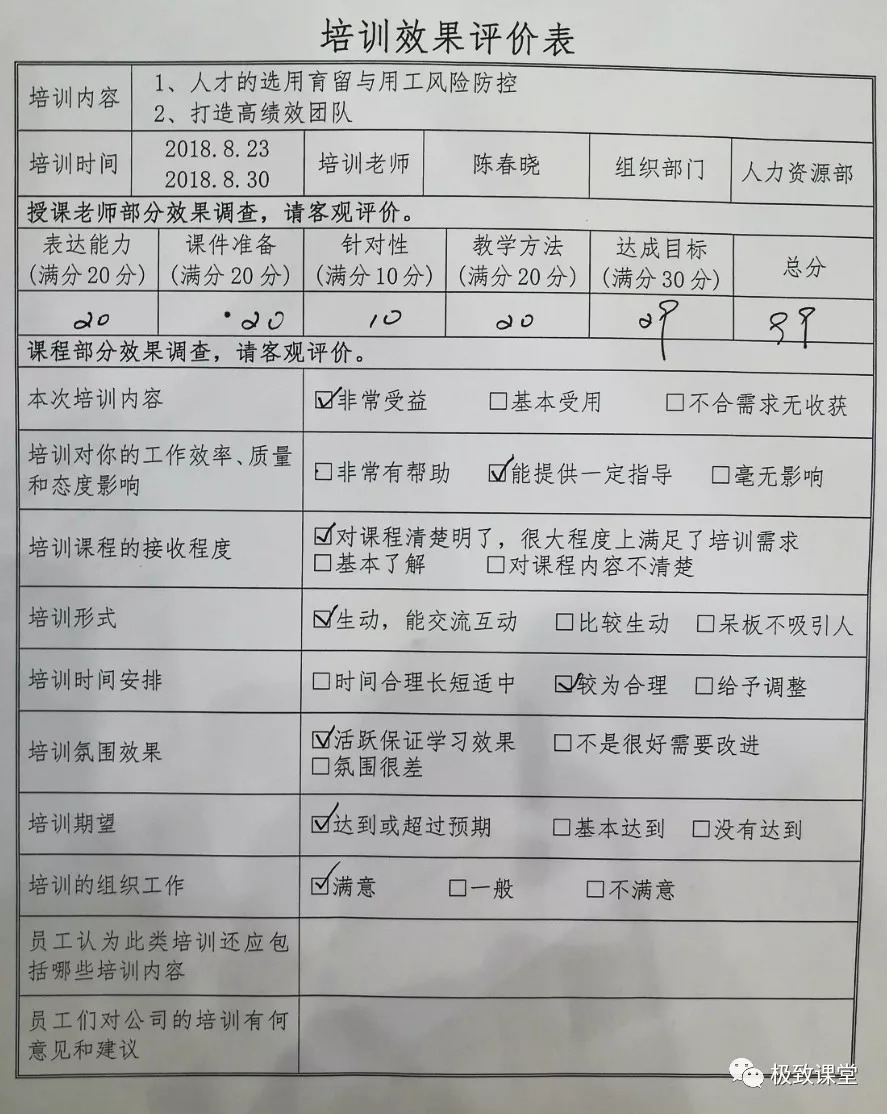 培训效果评价表
培训内容
1、人才的选用育留与用工风险防控
2、打造高绩效团队
培训时间
2018.8.23
2018.8.30
培训老师
陈春晓
组织部门
人力资源部
授课老师部分效果调查，请客观评价。
表达能力
(满分20分)
课件准备
(满分20分)
针对性
(满分10分)
教学方法
(满分20分)
达成目标
(满分30分)
总分
20 20 10 20 29 99
课程部分效果调查，请客观评价。
本次培训内容
☑非常受益 □基本受用 □不合需求无收获
培训对你的工作效率、质量
和态度影响
□非常有帮助 ☑能提供一定指导 □毫无影响
培训课程的接收程度
☑对课程清楚明了，很大程度上满足了培训需求
□基本了解 □对课程内容不清楚
培训形式
☑生动，能交流互动 □比较生动 □呆板不吸引人
培训时间安排
□时间合理长短适中 ☑较为合理 □给予调整
培训氛围效果
☑活跃保证学习效果 □不是很好需要改进
□氛围很差
培训期望
☑达到或超过预期 □基本达到 □没有达到
培训的组织工作
☑满意 □一般 □不满意
员工认为此类培训还应包
括哪些培训内容
员工们对公司的培训有何
意见和建议
极致课堂